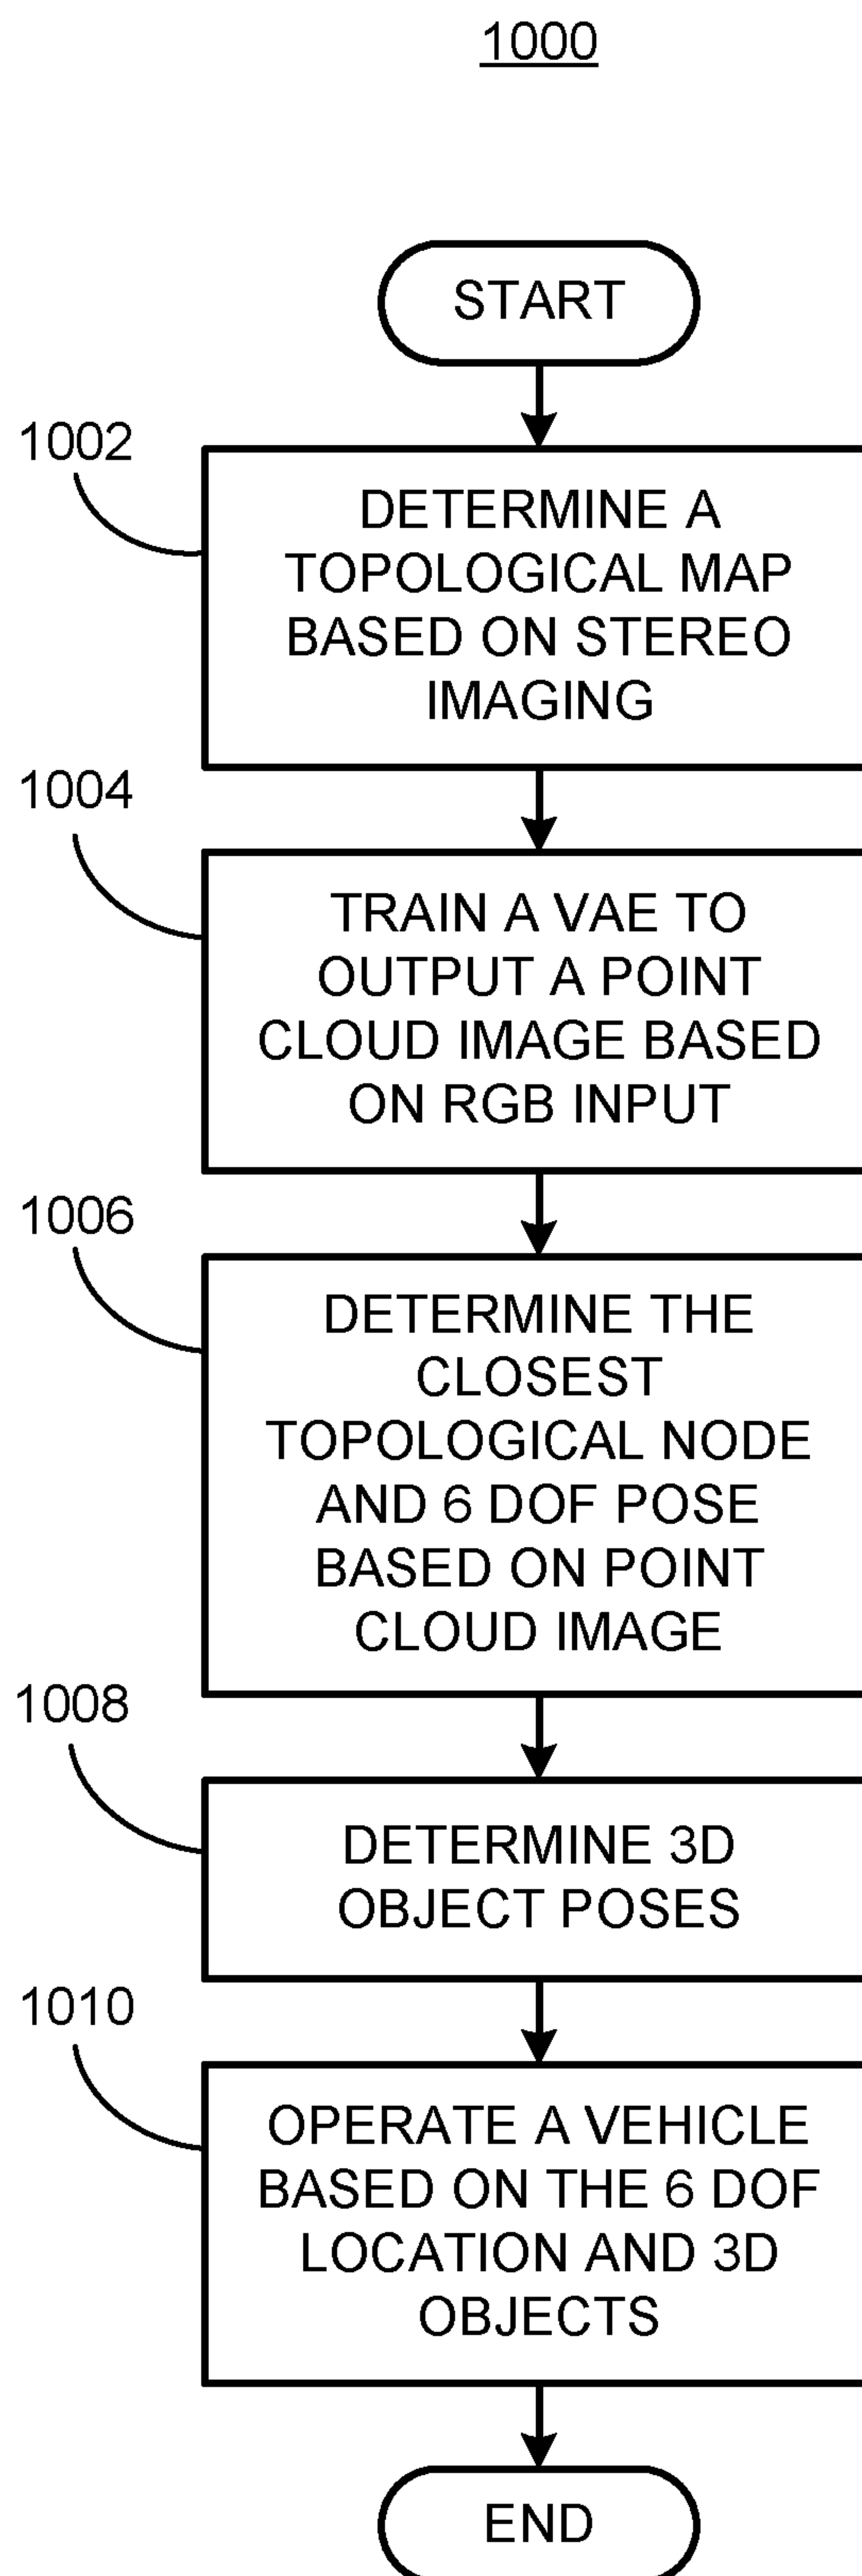 1000
START
1002
DETERMINE A
TOPOLOGICAL MAP
BASED ON STEREO
IMAGING
1004
TRAIN A VAE TO
OUTPUT A POINT
CLOUD IMAGE BASED
ON RGB INPUT
1006
DETERMINE THE
CLOSEST
TOPOLOGICAL NODE
AND 6 DOF POSE
BASED ON POINT
CLOUD IMAGE
1008
DETERMINE 3D
OBJECT POSES
1010
OPERATE A VEHICLE
BASED ON THE 6 DOF
LOCATION AND 3D
OBJECTS
END